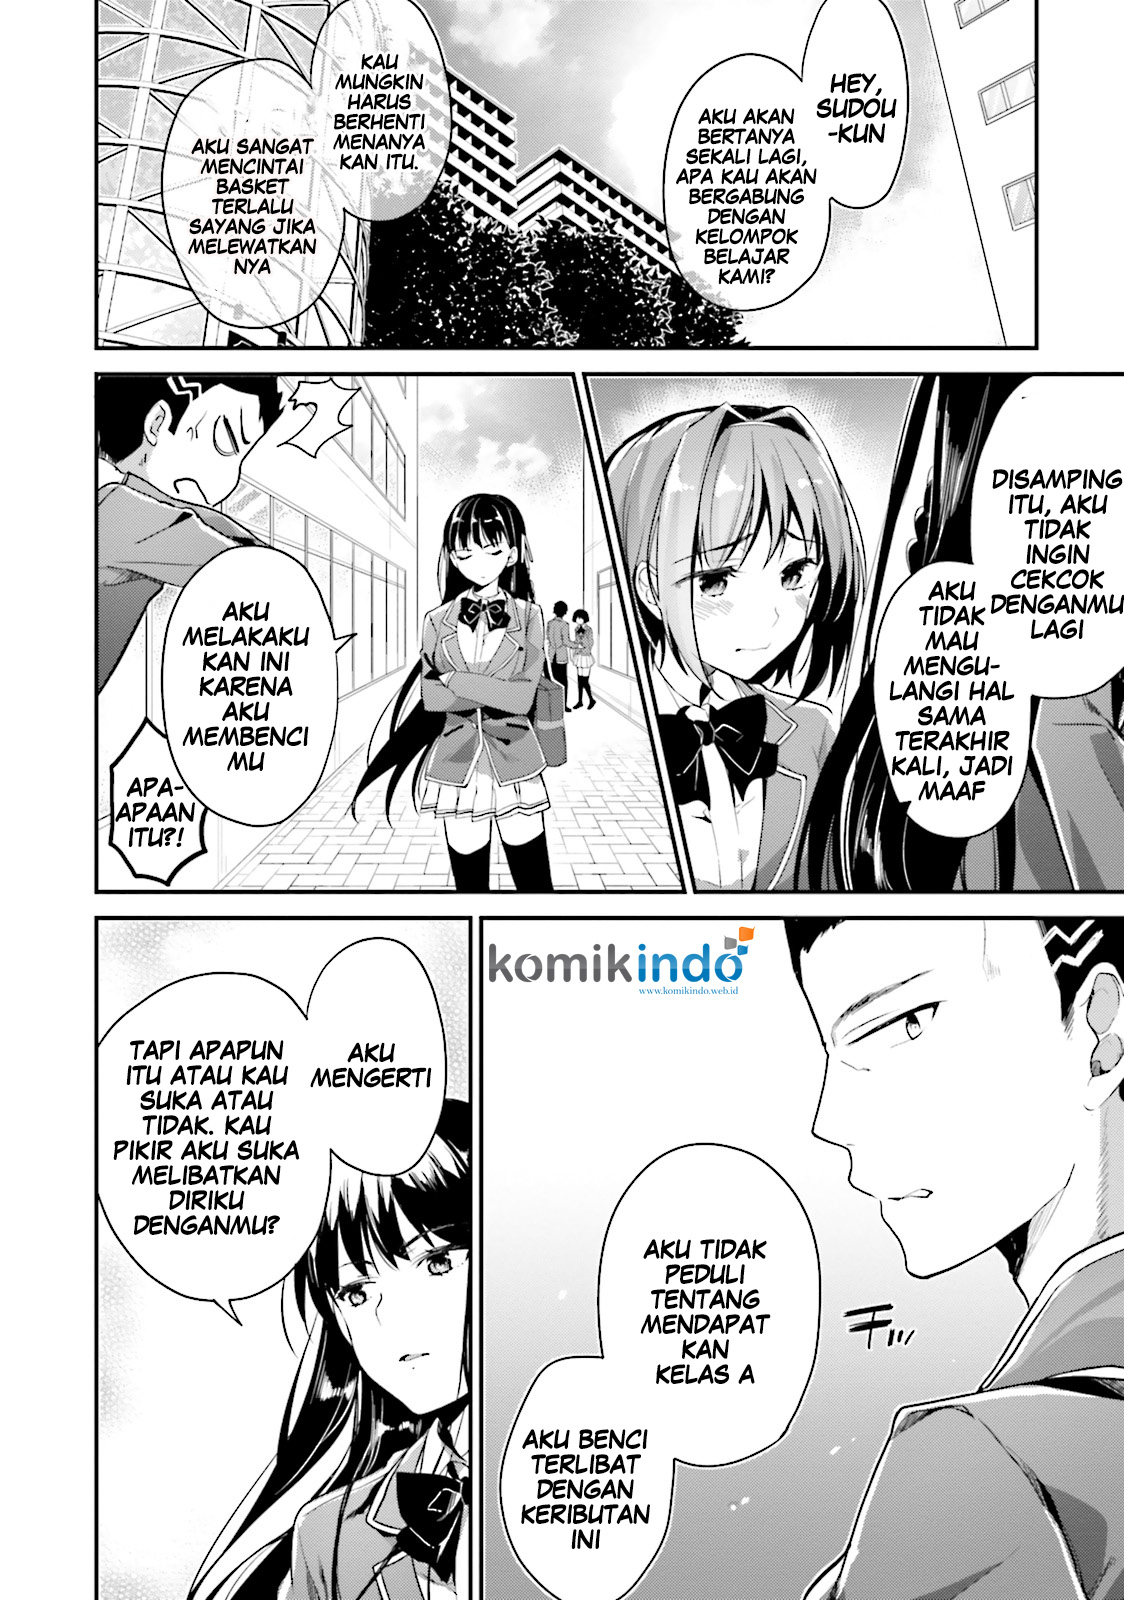 HEY,
SUDOU
-KUN
AKU AKAN
BERTANYA
SEKALI LAGI,
APA KAU AKAN
BERGABUNG
DENGAN
KELOMPOK
BELAJAR
KAMI?
KAU
MUNGKIN
HARUS
BERHENTI
MENANYA
KAN ITU.
AKU SANGAT
MENCINTAI
BASKET
TERLALU
SAYANG JIKA
MELEWATKAN
NYA
DISAMPING
ITU, AKU
TIDAK
INGIN
CEKCOK
DENGANMU
LAGI
AKU
TIDAK
MAU
MENGU-
LANGI HAL
SAMA
TERAKHIR
KALI, JADI
MAAF
AKU
MELAKAKU
KAN INI
KARENA
AKU
MEMBENCI
MU
APA-
APAAN
ITU?!
komikindo
www.komikindo.web.id
AKU TIDAK
PEDULI
TENTANG
MENDAPAT
KAN
KELAS A
AKU BENCI
TERLIBAT
DENGAN
KERIBUTAN
INI
AKU
MENGERTI
TAPI APAPUN
ITU ATAU KAU
SUKA ATAU
TIDAK. KAU
PIKIR AKU SUKA
MELIBATKAN
DIRIKU
DENGANMU?